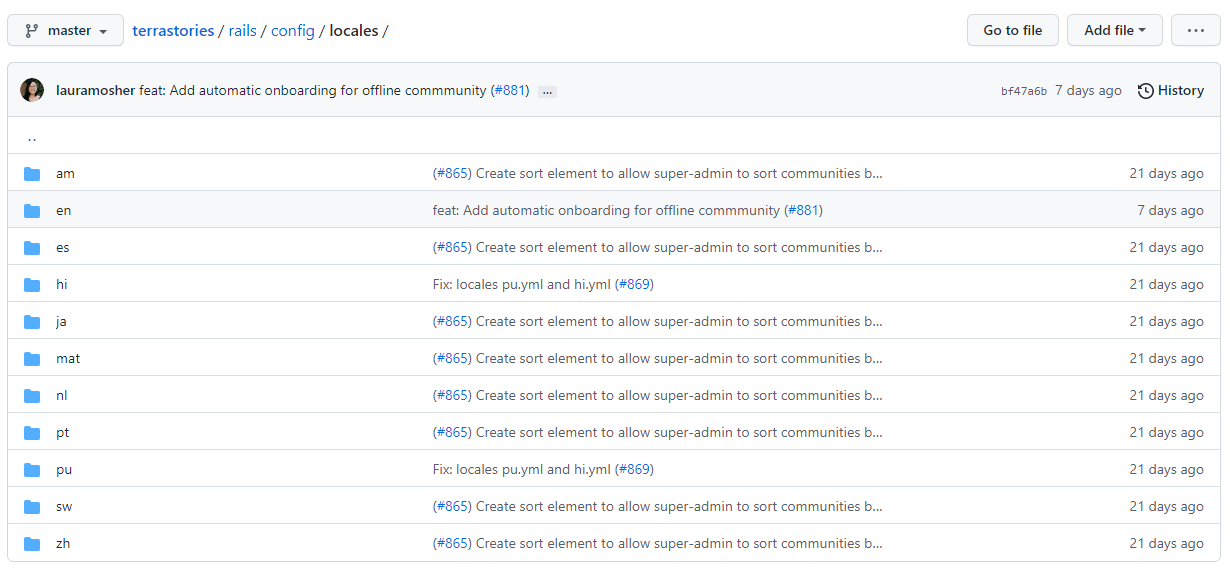 master terrastories / rails / config / locales / Go to file Add file ...
lauramosher feat: Add automatic onboarding for offline commmunity (#881) ... bf47a6b 7 days ago History
..
am (#865) Create sort element to allow super-admin to sort communities b... 21 days ago
en feat: Add automatic onboarding for offline commmunity (#881) 7 days ago
es (#865) Create sort element to allow super-admin to sort communities b... 21 days ago
hi Fix: locales pu.yml and hi.yml (#869) 21 days ago
ja (#865) Create sort element to allow super-admin to sort communities b... 21 days ago
mat (#865) Create sort element to allow super-admin to sort communities b... 21 days ago
nl (#865) Create sort element to allow super-admin to sort communities b... 21 days ago
pt (#865) Create sort element to allow super-admin to sort communities b... 21 days ago
pu Fix: locales pu.yml and hi.yml (#869) 21 days ago
sw (#865) Create sort element to allow super-admin to sort communities b... 21 days ago
zh (#865) Create sort element to allow super-admin to sort communities b... 21 days ago